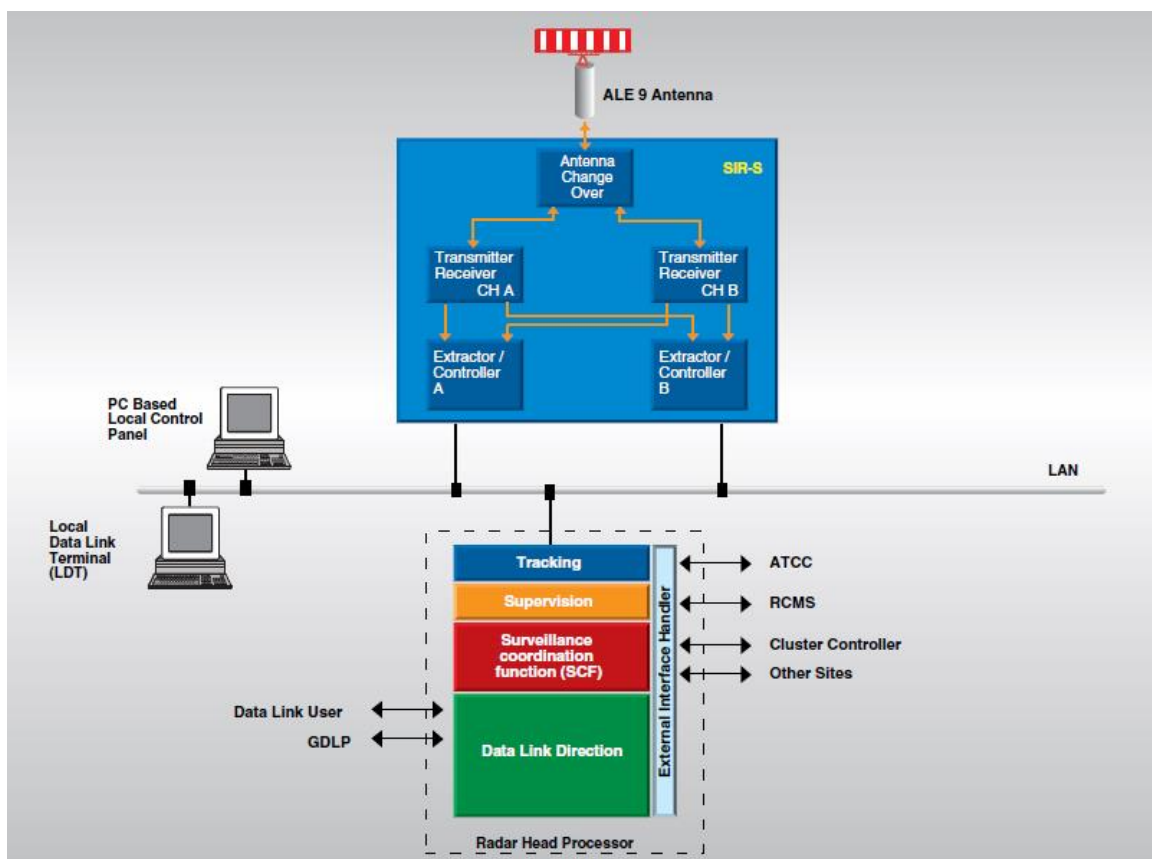 ALE 9 Antenna
SIR-S
Antenna
Change
Over
Transmitter
Receiver
CH A
Transmitter
Receiver
CH B
Extractor /
Controller
A
Extractor /
Controller
B
PC Based
Local Control
Panel
LAN
Local
Data Link
Terminal
(LDT)
Tracking
Supervision
Surveillance
coordination
function (SCF)
Data Link Direction
External Interface Handler
ATCC
RCMS
Cluster Controller
Other Sites
Data Link User
GDLP
Radar Head Processor